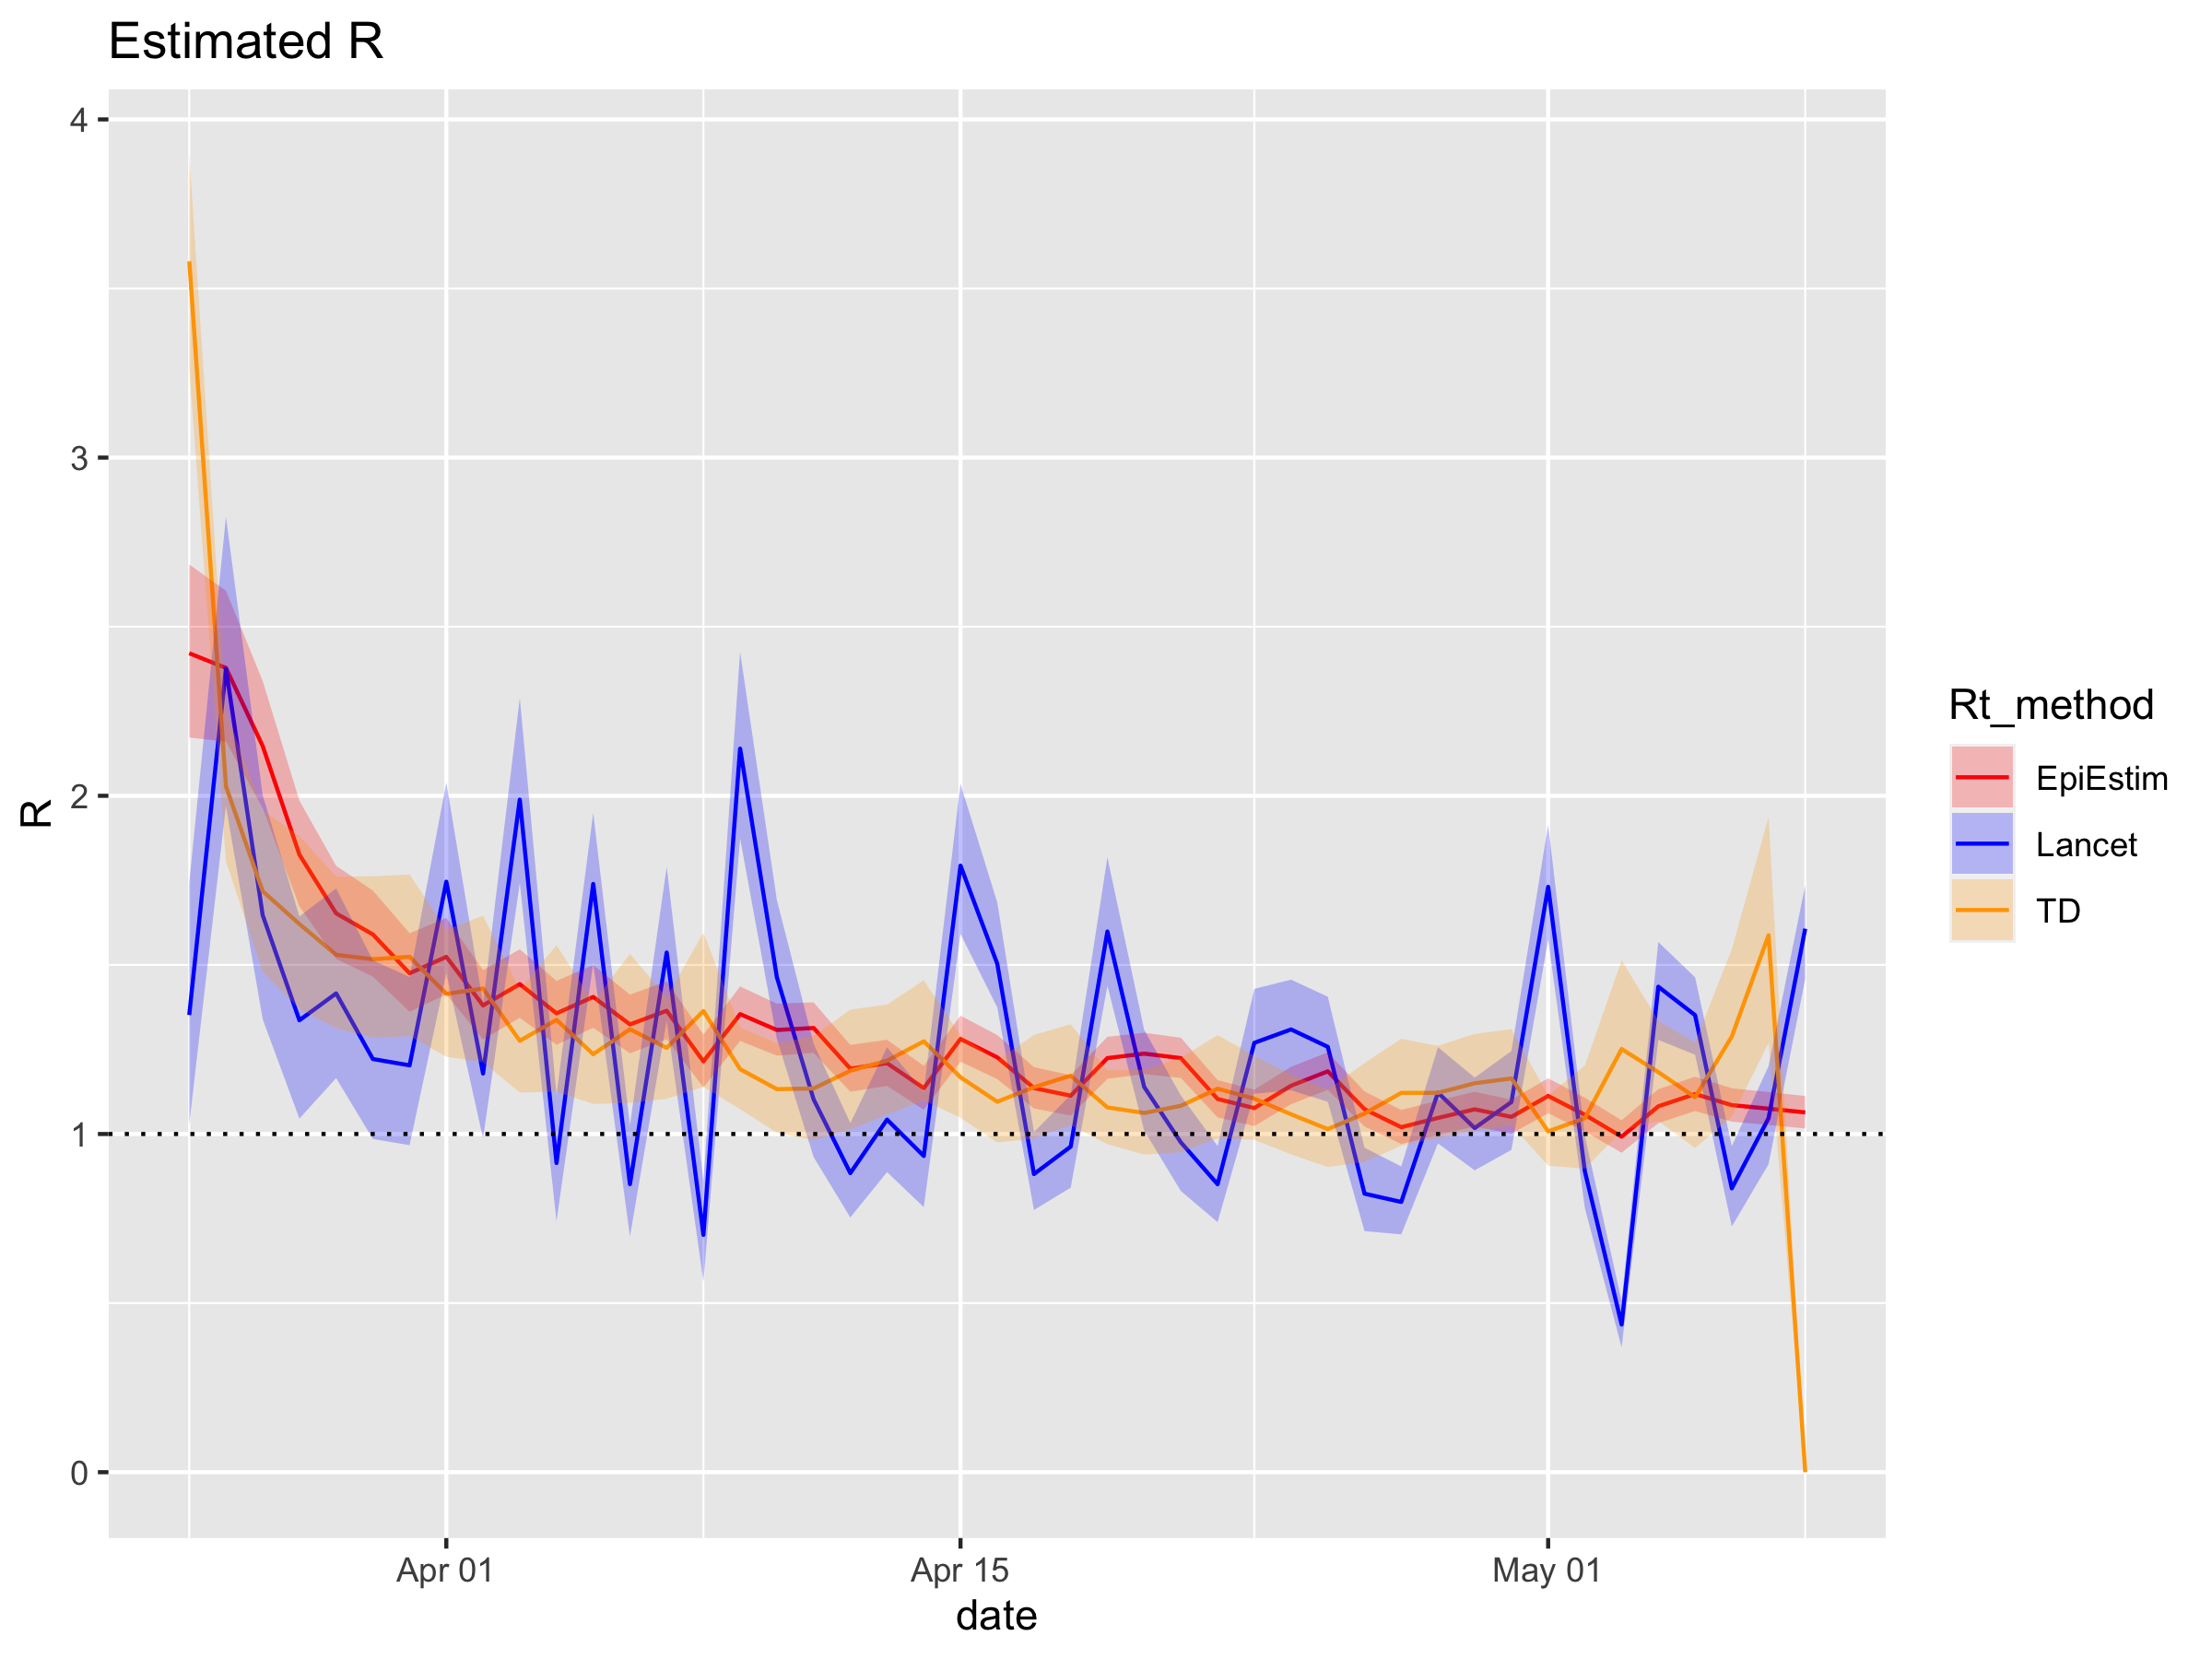 Estimated R
4
3
2
1
0
R
Apr 01
Apr 15
May 01
date
Rt_method
EpiEstim
Lancet
TD